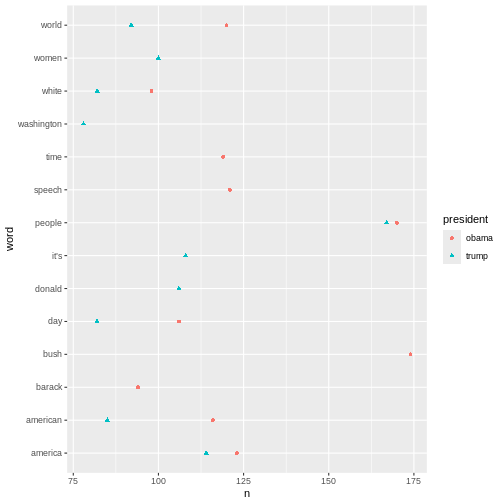 world
women
white
washington
time
speech
people
it's
donald
day
bush
barack
american
america
word
75 100 125 150 175
n
president
obama
trump